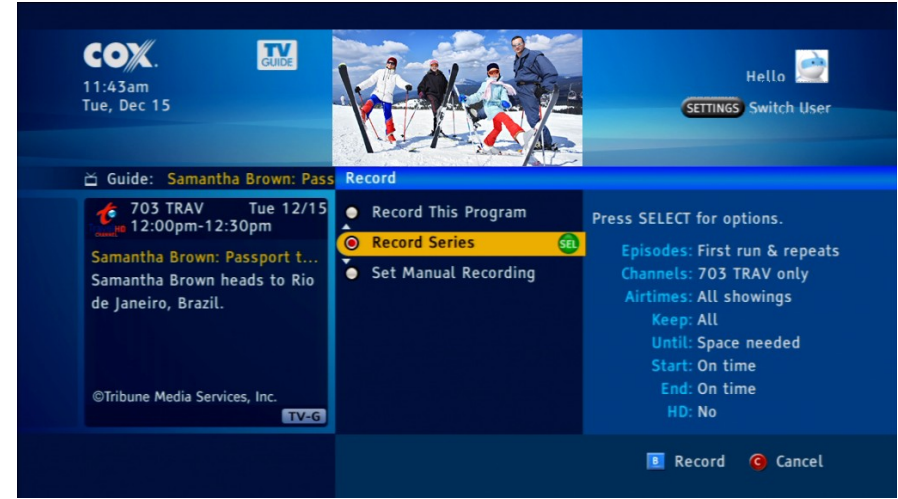 COX.
TV
GUIDE
11:43am
Tue, Dec 15
Hello
SETTINGS Switch User
Guide: Samantha Brown: Pass
Record
703 TRAV Tue 12/15
12:00pm-12:30pm
CHANNEL HD
Samantha Brown: Passport t...
Samantha Brown heads to Rio
de Janeiro, Brazil.
©Tribune Media Services, Inc.
TV-G
Record This Program
Record Series SEL
Set Manual Recording
Press SELECT for options.
Episodes: First run & repeats
Channels: 703 TRAV only
Airtimes: All showings
Keep: All
Until: Space needed
Start: On time
End: On time
HD: No
B Record C Cancel